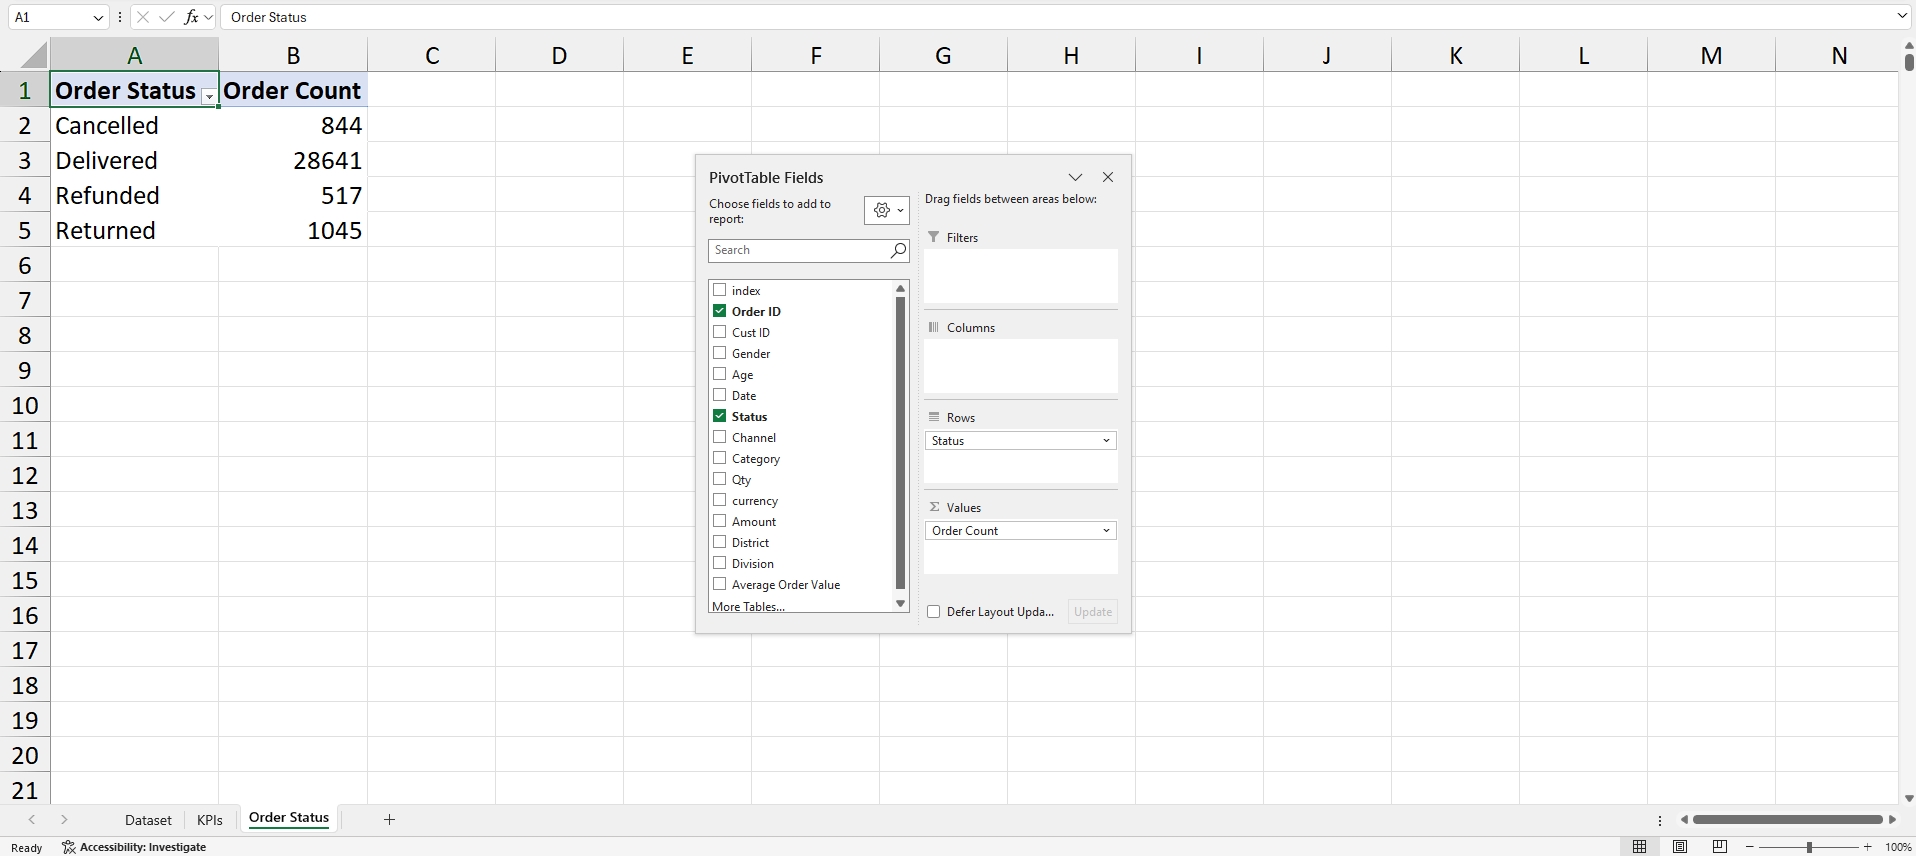 A1
fx
Order Status
A B C D E F G H I J K L M N
1 Order Status Order Count
2 Cancelled 844
3 Delivered 28641
4 Refunded 517
5 Returned 1045
6
7
8
9
10
11
12
13
14
15
16
17
18
19
20
21
PivotTable Fields
Choose fields to add to
report:
Search
index
Order ID
Cust ID
Gender
Age
Date
Status
Channel
Category
Qty
currency
Amount
District
Division
Average Order Value
More Tables...
Drag fields between areas below:
Filters
Columns
Rows
Status
Σ Values
Order Count
Defer Layout Upda...
Update
Dataset KPIs Order Status +
Ready Accessibility: Investigate
− + 100%